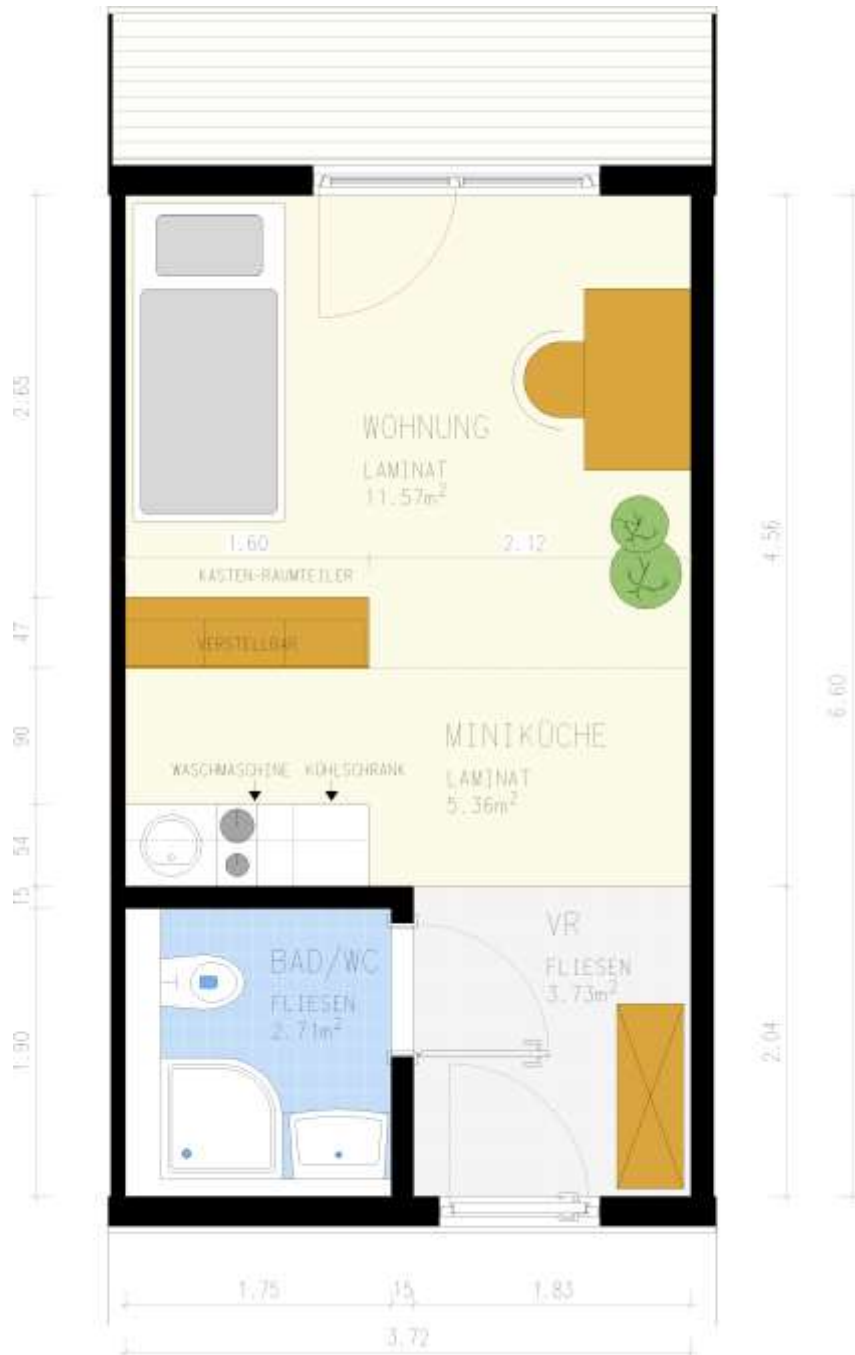 2.65
WOHNUNG
LAMINAT
11.57m²
4.56
1.60
2.12
KASTEN-RAUMTEILER
47
VERSTELLBAR
6.60
90
MINIKÜCHE
WASCHMASCHINE KÜHLSCHRANK
LAMINAT
5.36m²
54
15
VR
BAD/WC
FLIESEN
3.73m²
FLIESEN
2.71m²
1.90
2.04
1.75
15
1.83
3.72